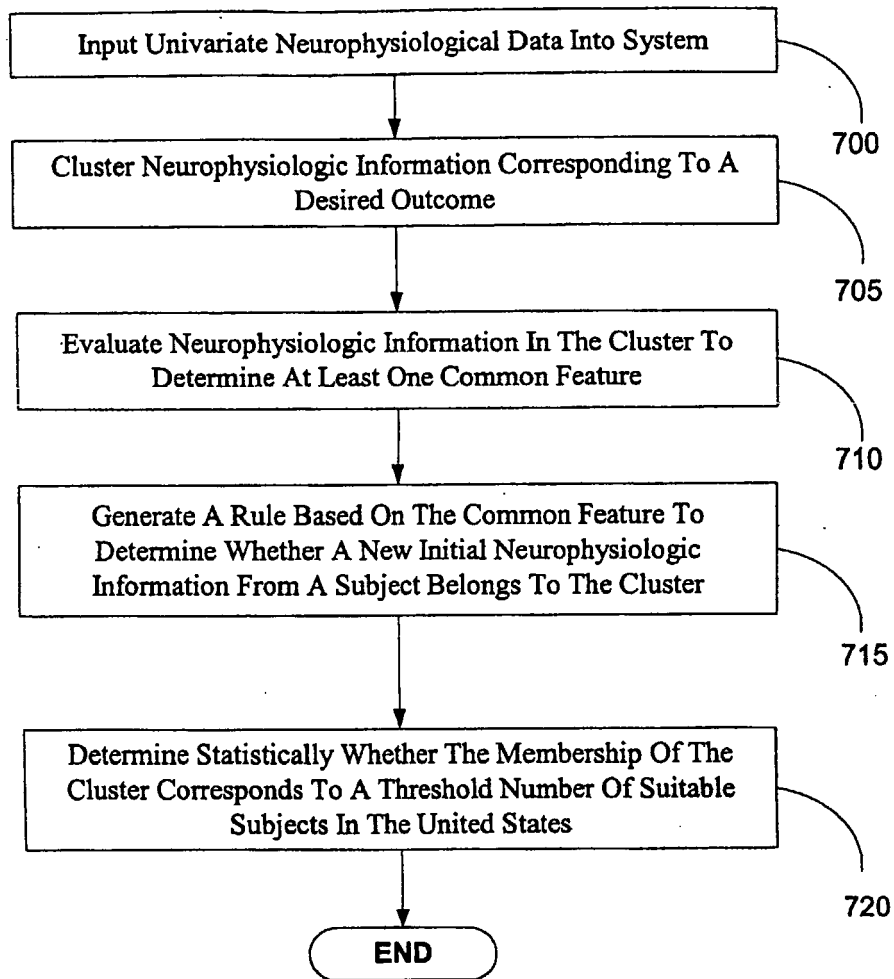 Input Univariate Neurophysiological Data Into System
700
Cluster Neurophysiologic Information Corresponding To A
Desired Outcome
705
Evaluate Neurophysiologic Information In The Cluster To
Determine At Least One Common Feature
710
Generate A Rule Based On The Common Feature To
Determine Whether A New Initial Neurophysiologic
Information From A Subject Belongs To The Cluster
715
Determine Statistically Whether The Membership Of The
Cluster Corresponds To A Threshold Number Of Suitable
Subjects In The United States
720
END